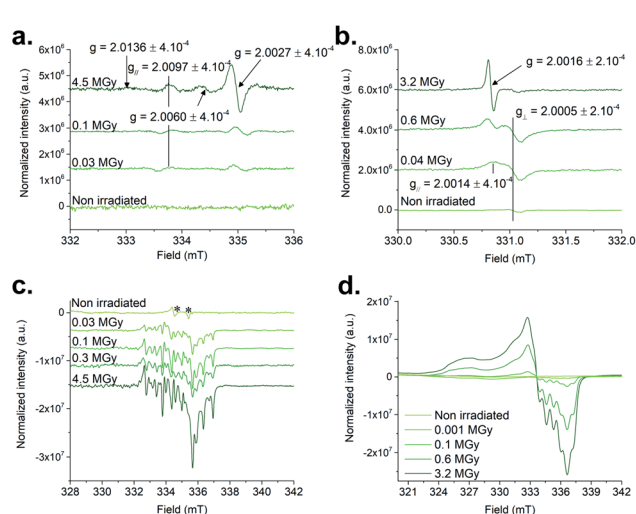 a.
g = 2.0136 ± 4.10-4
g = 2.0027 ± 4.10-4
g// = 2.0097 ± 4.10-4
4.5 MGy
g = 2.0060 ± 4.10-4
0.1 MGy
0.03 MGy
Non irradiated
6x10⁶
5x10⁶
4x10⁶
3x10⁶
2x10⁶
1x10⁶
0
332 333 334 335 336
Field (mT)
Normalized intensity (a.u.)
b.
g = 2.0016 ± 2.10-4
3.2 MGy
g⊥ = 2.0005 ± 2.10-4
0.6 MGy
0.04 MGy
g// = 2.0014 ± 4.10-4
Non irradiated
8.0x10⁶
6.0x10⁶
4.0x10⁶
2.0x10⁶
0.0
330.0 330.5 331.0 331.5 332.0
Field (mT)
Normalized intensity (a.u.)
c.
Non irradiated
* *
0.03 MGy
0.1 MGy
0.3 MGy
4.5 MGy
0
-1x10⁷
-2x10⁷
-3x10⁷
328 330 332 334 336 338 340 342
Field (mT)
Normalized intensity (a.u.)
d.
2x10⁷
1x10⁷
0
-1x10⁷
-2x10⁷
Non irradiated
0.001 MGy
0.1 MGy
0.6 MGy
3.2 MGy
321 324 327 330 333 336 339 342
Field (mT)
Normalized intensity (a.u.)